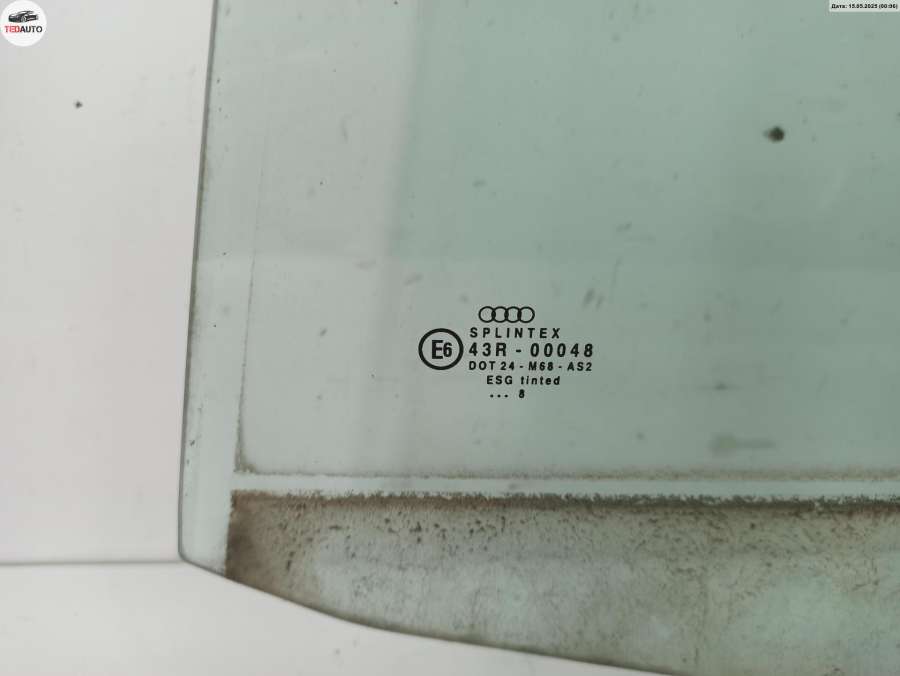 TEDAUTO
Дата: 15.05.2025 (00:06)
SPLINTEX
E6 43R - 00048
DOT 24 - M68 - AS2
ESG tinted
... 8